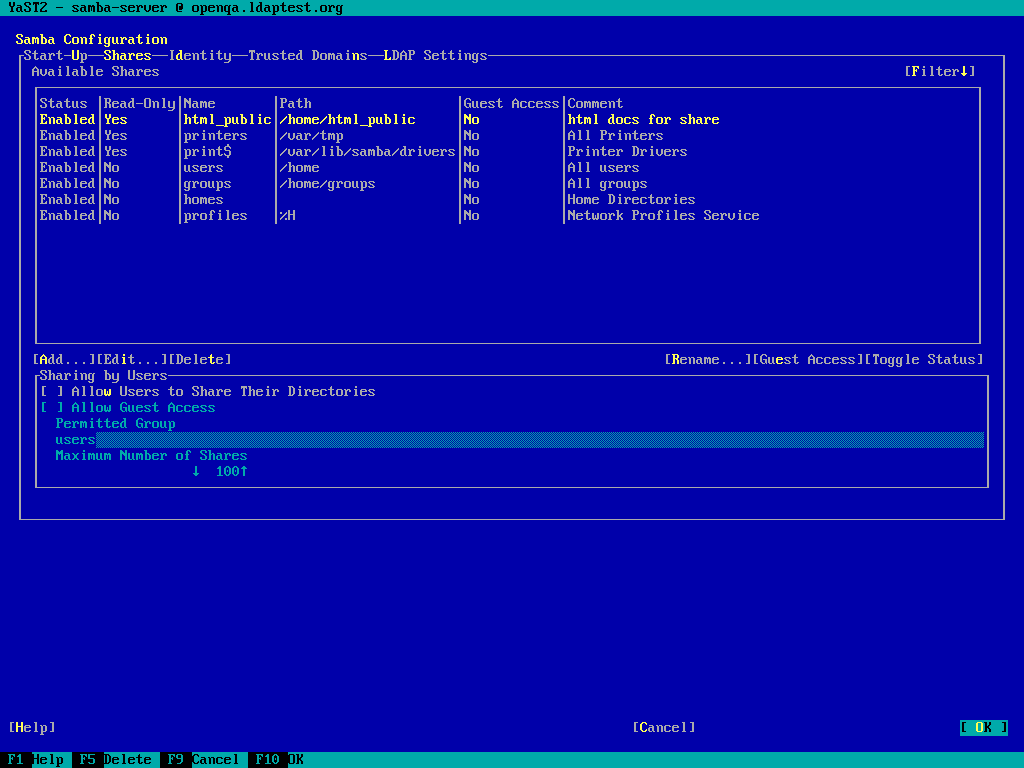 YaST2 - samba-server @ openqa.ldaptest.org
Samba Configuration
Start-Up Shares Identity Trusted Domains LDAP Settings
Available Shares [Filter↓]
Status Read-Only Name Path Guest Access Comment
Enabled Yes html_public /home/html_public No html docs for share
Enabled Yes printers /var/tmp No All Printers
Enabled Yes print$ /var/lib/samba/drivers No Printer Drivers
Enabled No users /home No All users
Enabled No groups /home/groups No All groups
Enabled No homes No Home Directories
Enabled No profiles %H No Network Profiles Service
[Add...][Edit...][Delete] [Rename...][Guest Access][Toggle Status]
Sharing by Users
[ ] Allow Users to Share Their Directories
[ ] Allow Guest Access
Permitted Group
users
Maximum Number of Shares
↓ 100↑
[Help] [Cancel] [ OK ]
F1 Help F5 Delete F9 Cancel F10 OK